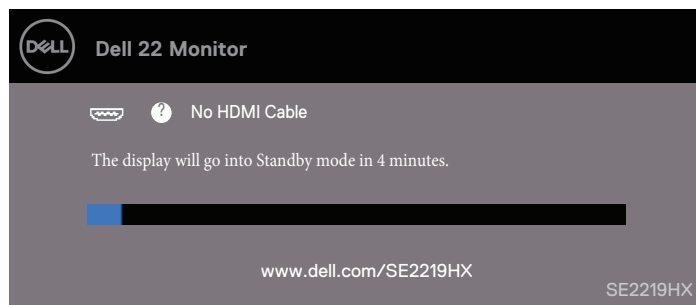 DELL
Dell 22 Monitor
? No HDMI Cable
The display will go into Standby mode in 4 minutes.
www.dell.com/SE2219HX
SE2219HX